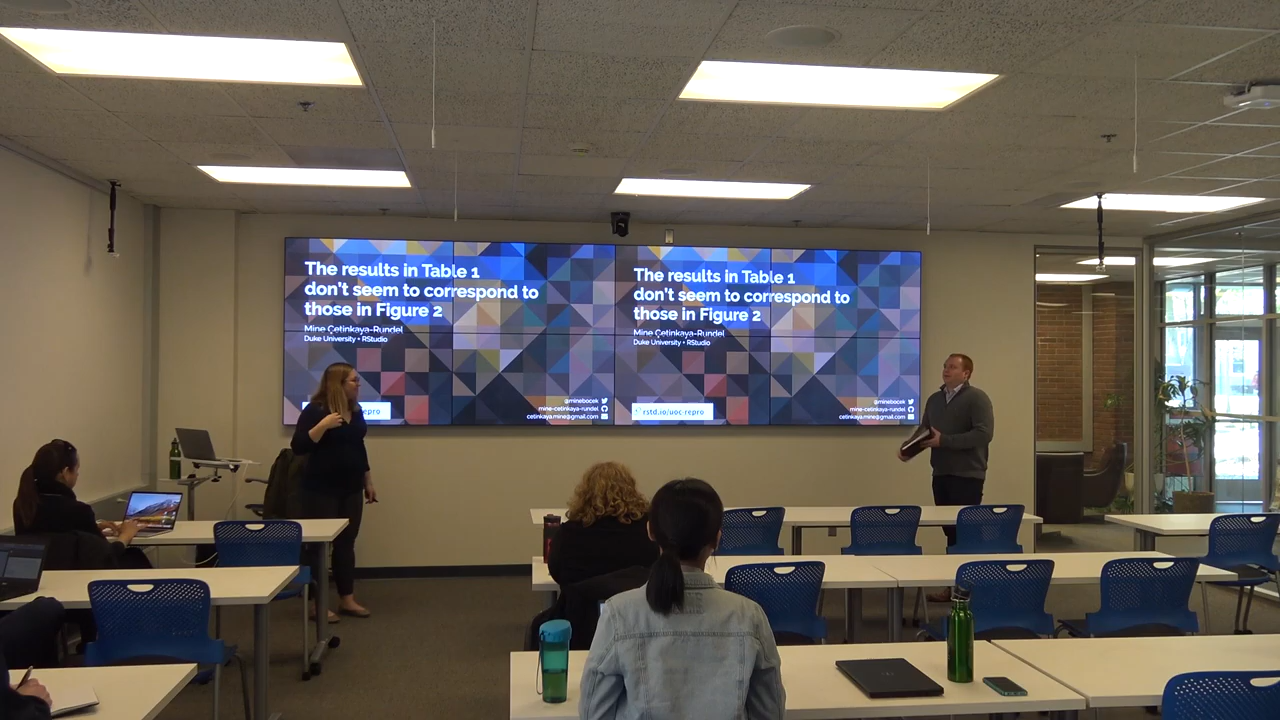 The results in Table 1
don't seem to correspond to
those in Figure 2
Mine Çetinkaya-Rundel
Duke University • RStudio
epro
@minebocek
mine-cetinkaya-rundel
cetinkaya.mine@gmail.com
The results in Table 1
don't seem to correspond to
those in Figure 2
Mine Çetinkaya-Rundel
Duke University • RStudio
rstd.io/uoc-repro
@minebocek
mine-cetinkaya-rundel
cetinkaya.mine@gmail.com